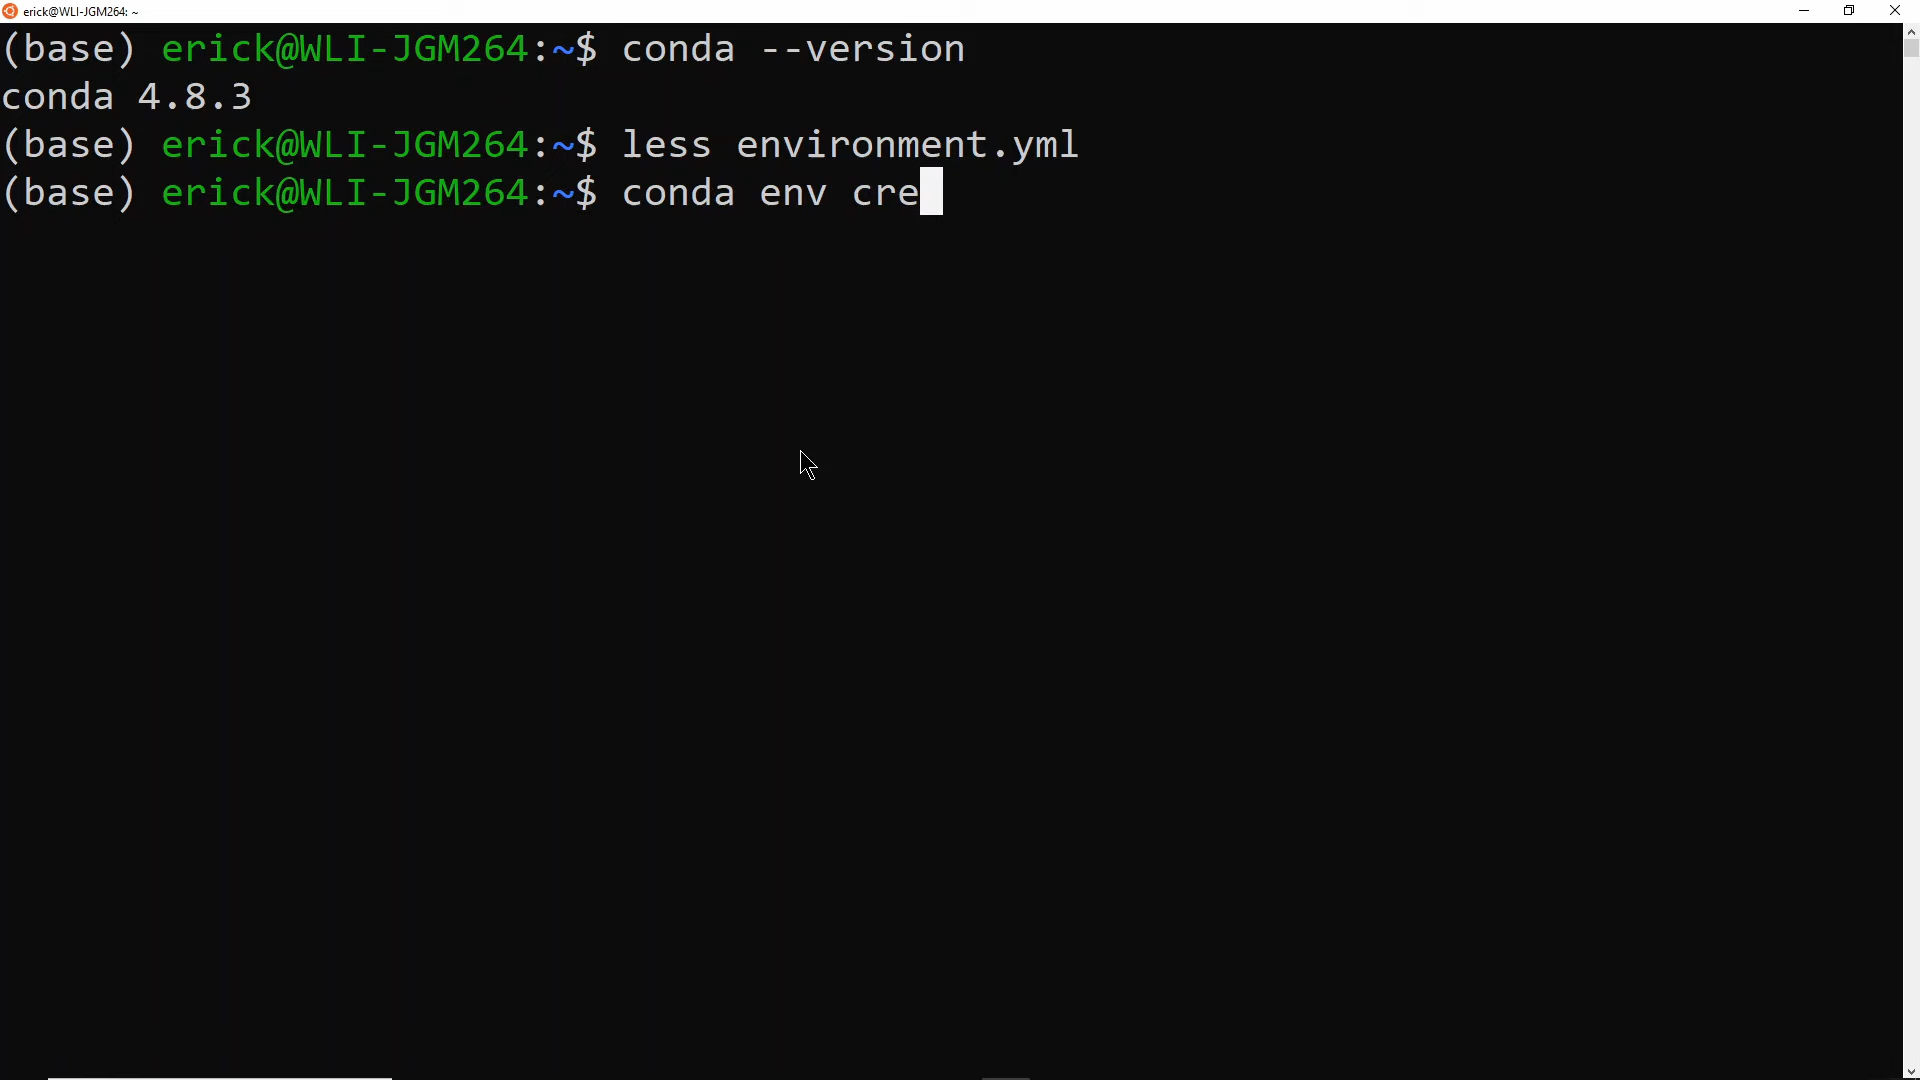 erick@WLI-JGM264: ~
(base) erick@WLI-JGM264:~$ conda --version
conda 4.8.3
(base) erick@WLI-JGM264:~$ less environment.yml
(base) erick@WLI-JGM264:~$ conda env cre